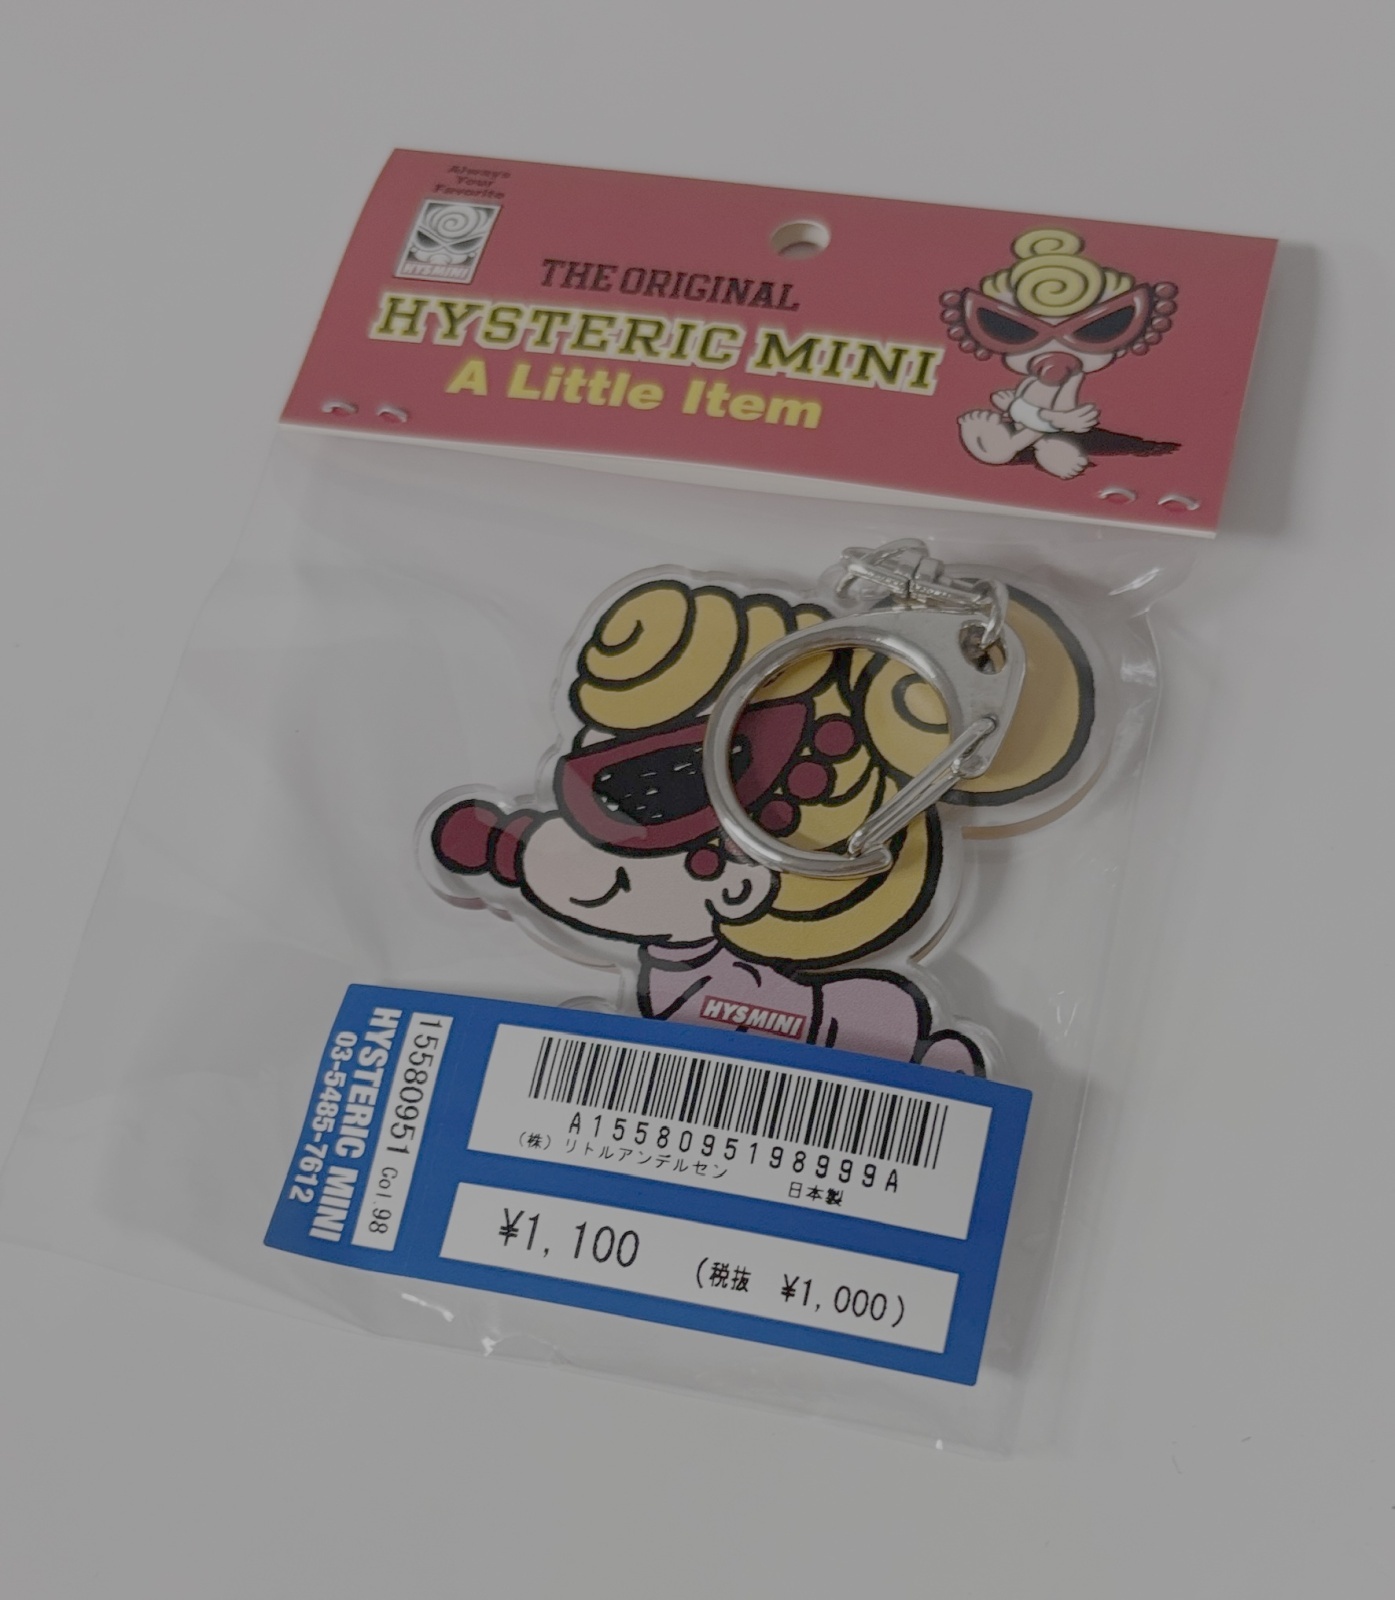 Always
Your
Favorite
HYSMINI
THE ORIGINAL
HYSTERIC MINI
A Little Item
HYSMINI
A1558095198999A
(株)リトルアンデルセン
日本製
¥1,100 (税抜 ¥1,000)
15580951 Col.98
HYSTERIC MINI
03-5485-7612